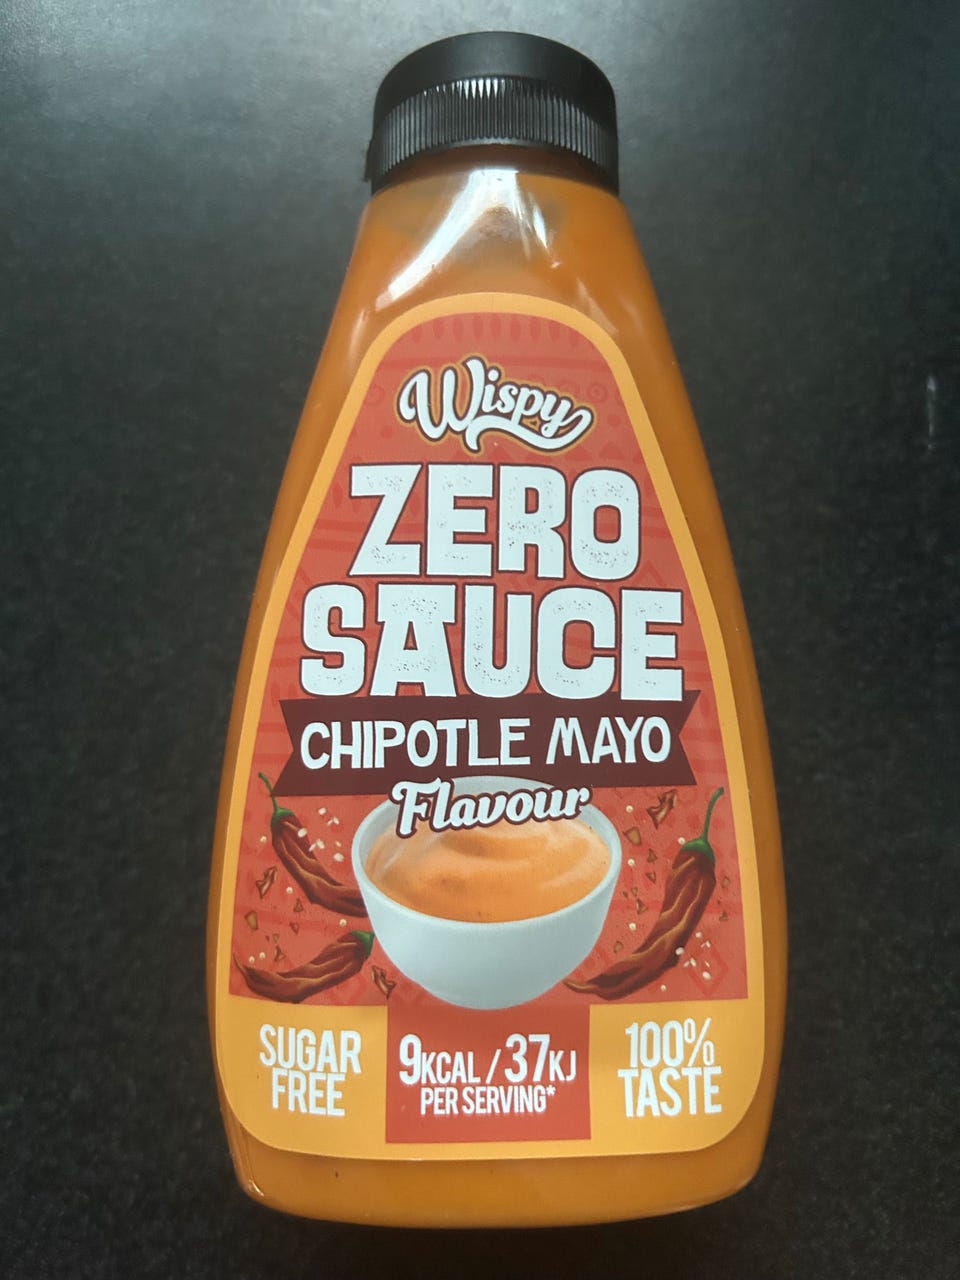 Wispy
ZERO
SAUCE
CHIPOTLE MAYO
Flavour
SUGAR
FREE
9KCAL / 37KJ
PER SERVING*
100%
TASTE